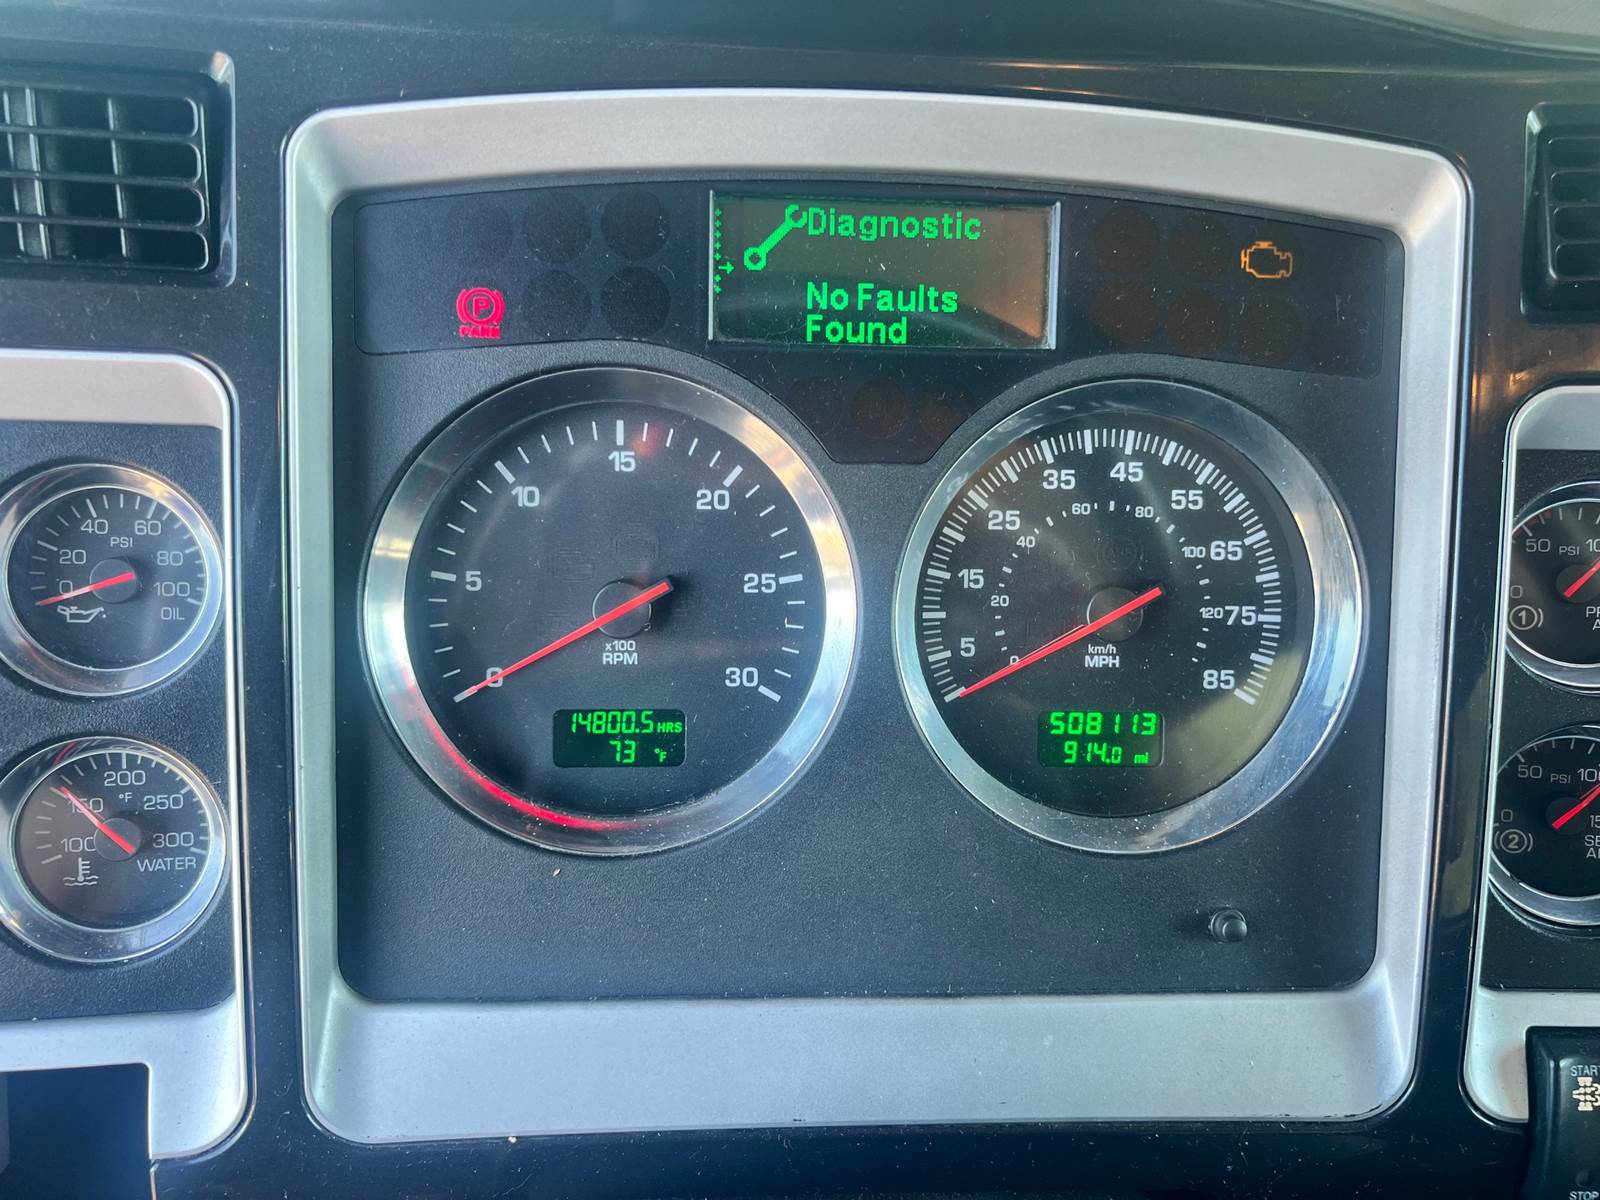 Diagnostic
No Faults
Found
P
PARK
40 60
PSI
20 80
0 100
OIL
200
°F
150 250
100 300
WATER
0 5 10 15 20 25 30
x100
RPM
14800.5 HRS
73 °F
5 15 25 35 45 55 65 75 85
0 20 40 60 80 100 120
km/h
MPH
508113
914.0 mi
50 PSI
0
(1)
50 PSI
0
(2)
STOP